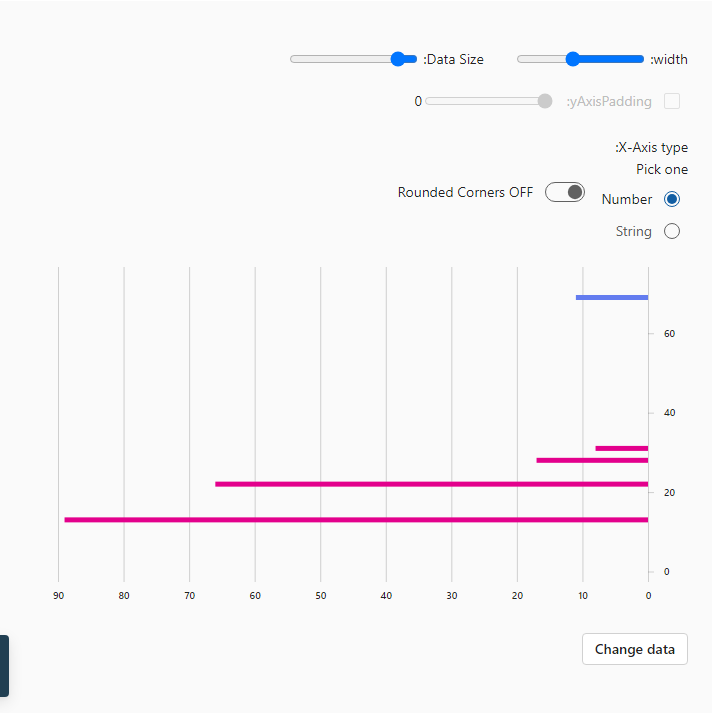 :width
:Data Size
:yAxisPadding
0
:X-Axis type
Pick one
Number
Rounded Corners OFF
String
60
40
20
0
90 80 70 60 50 40 30 20 10 0
Change data